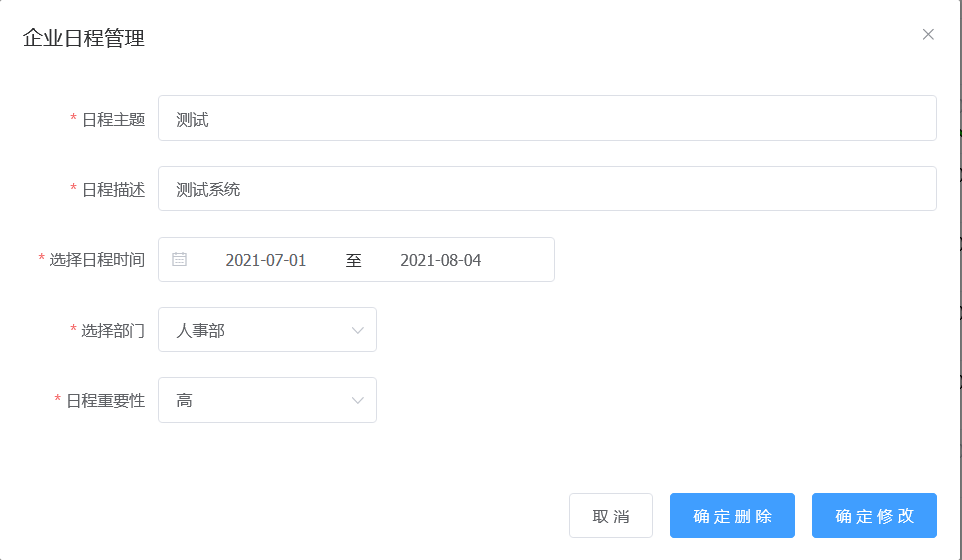 企业日程管理
* 日程主题 测试
* 日程描述 测试系统
* 选择日程时间 2021-07-01 至 2021-08-04
* 选择部门 人事部
* 日程重要性 高
取消 确定删除 确定修改